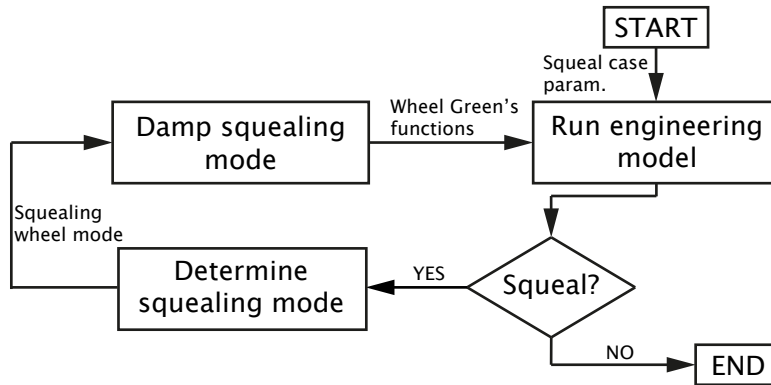 START
Squeal case
param.
Wheel Green's
functions
Damp squealing
mode
Run engineering
model
Squealing
wheel mode
Determine
squealing mode
YES
Squeal?
NO
END